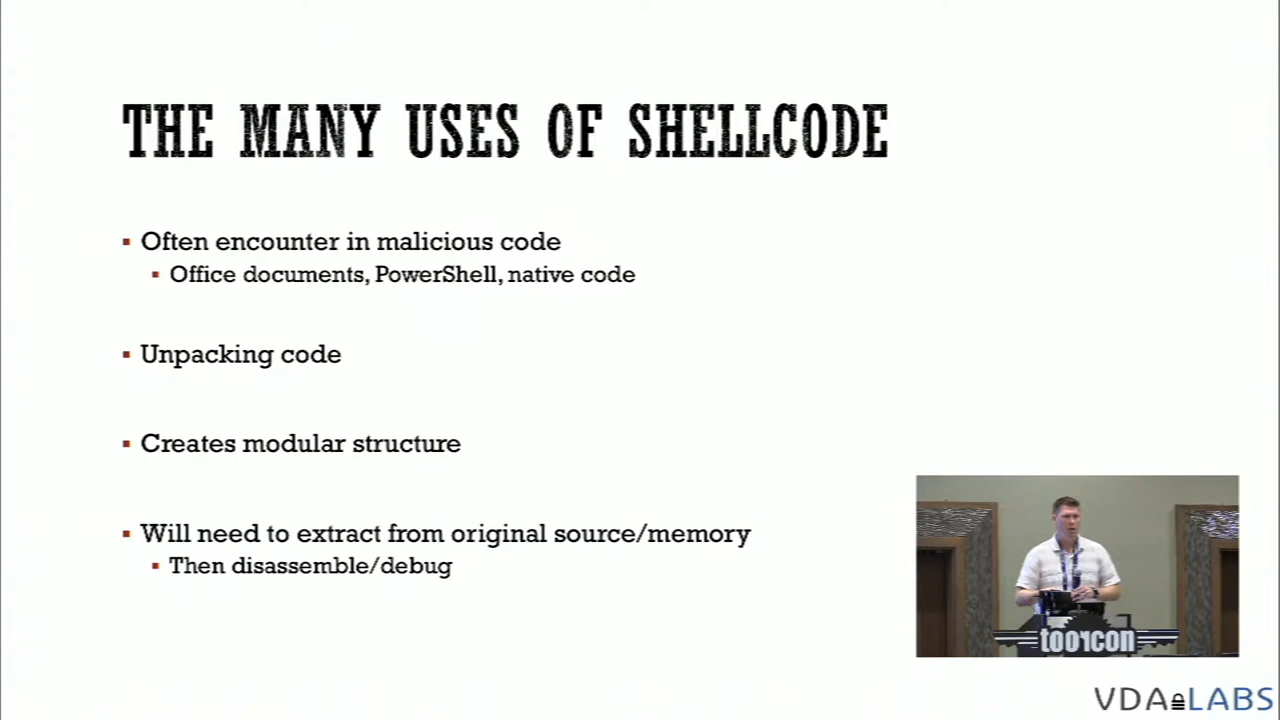 THE MANY USES OF SHELLCODE
▪ Often encounter in malicious code
▪ Office documents, PowerShell, native code
▪ Unpacking code
▪ Creates modular structure
▪ Will need to extract from original source/memory
▪ Then disassemble/debug
toorcon
VDA LABS